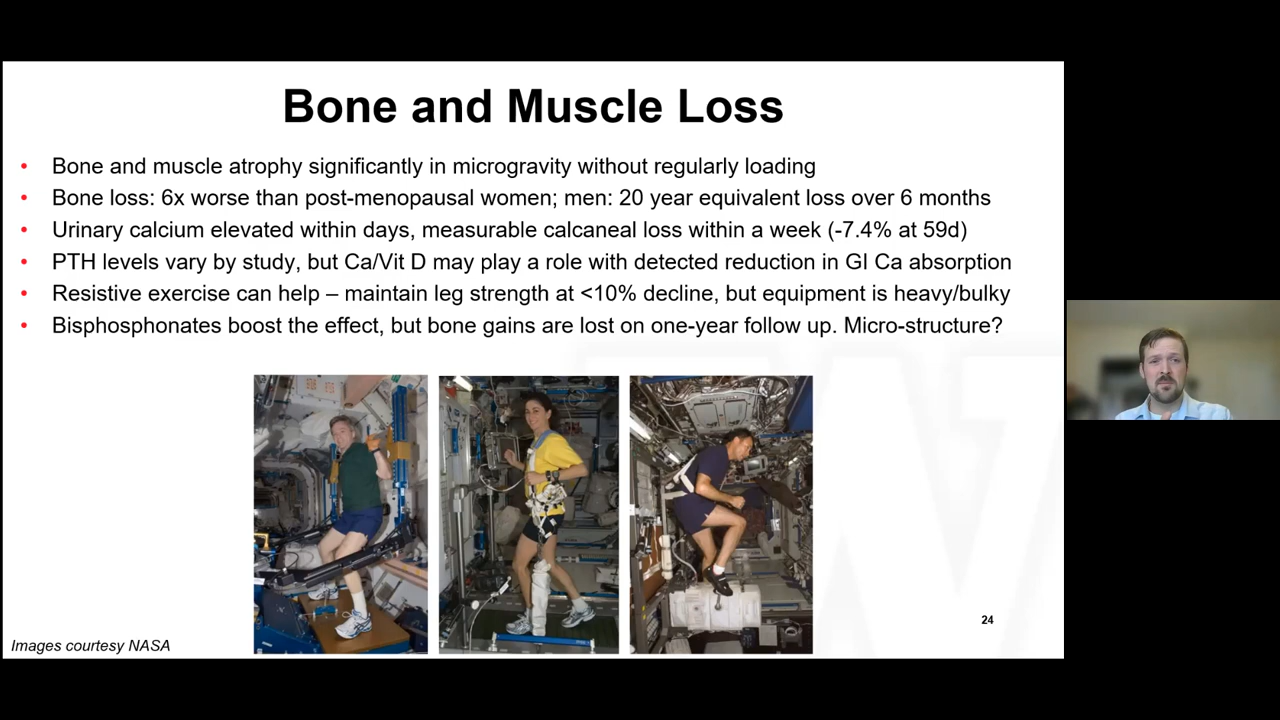 Bone and Muscle Loss
• Bone and muscle atrophy significantly in microgravity without regularly loading
• Bone loss: 6x worse than post-menopausal women; men: 20 year equivalent loss over 6 months
• Urinary calcium elevated within days, measurable calcaneal loss within a week (-7.4% at 59d)
• PTH levels vary by study, but Ca/Vit D may play a role with detected reduction in GI Ca absorption
• Resistive exercise can help – maintain leg strength at <10% decline, but equipment is heavy/bulky
• Bisphosphonates boost the effect, but bone gains are lost on one-year follow up. Micro-structure?
24
Images courtesy NASA